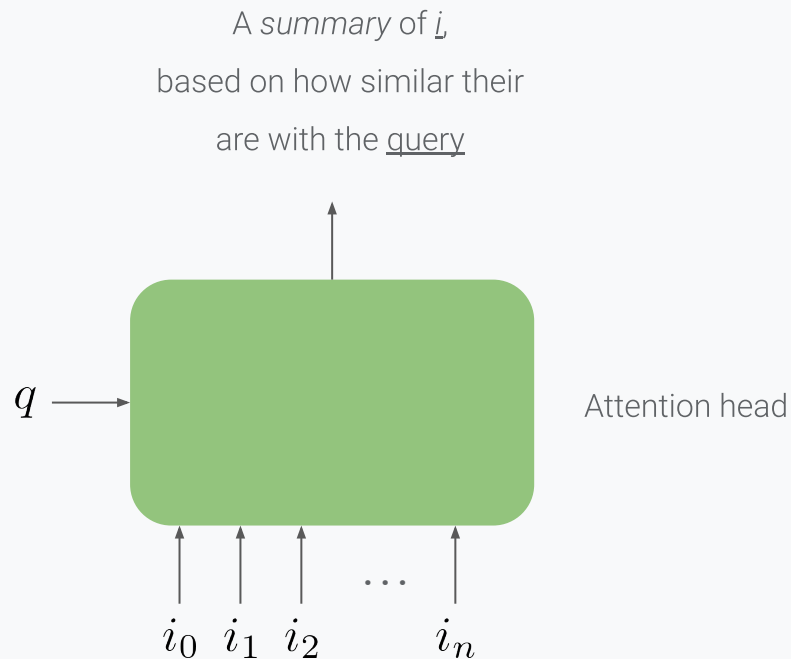 A summary of i,
based on how similar their
are with the query
q
Attention head
...
i0 i1 i2 in